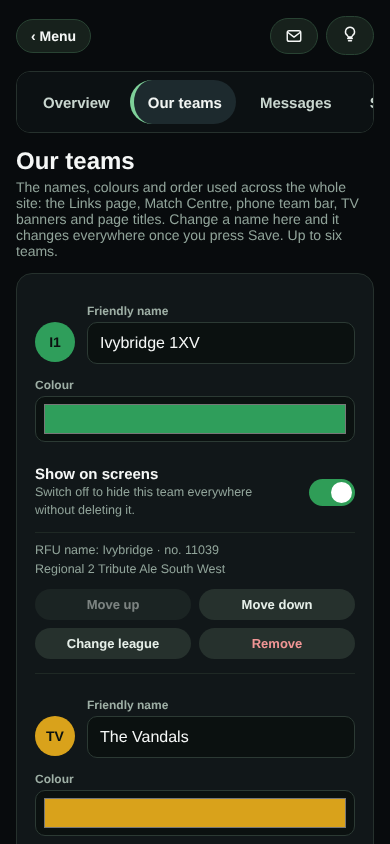 ‹ Menu
Overview
Our teams
Messages
Our teams
The names, colours and order used across the whole
site: the Links page, Match Centre, phone team bar, TV
banners and page titles. Change a name here and it
changes everywhere once you press Save. Up to six
teams.
Friendly name
I1
Ivybridge 1XV
Colour
Show on screens
Switch off to hide this team everywhere
without deleting it.
RFU name: Ivybridge · no. 11039
Regional 2 Tribute Ale South West
Move up
Move down
Change league
Remove
Friendly name
TV
The Vandals
Colour